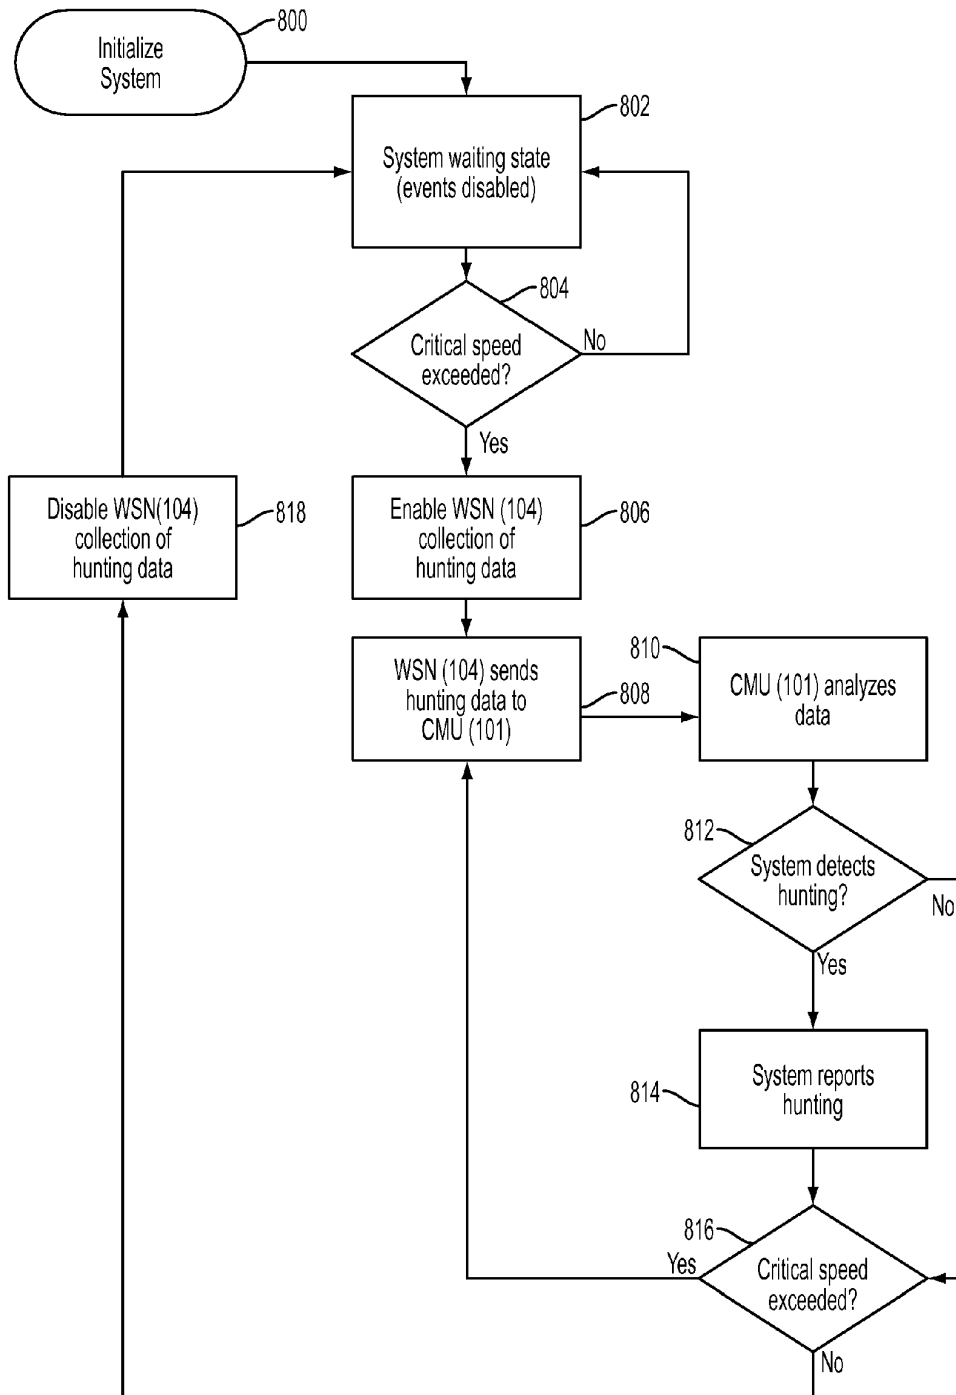 Initialize
System
800
System waiting state
(events disabled)
802
Critical speed
exceeded?
804
No
Yes
Disable WSN(104)
collection of
hunting data
818
Enable WSN (104)
collection of
hunting data
806
WSN (104) sends
hunting data to
CMU (101)
808
810
CMU (101) analyzes
data
812
System detects
hunting?
No
Yes
814
System reports
hunting
816
Yes
Critical speed
exceeded?
No